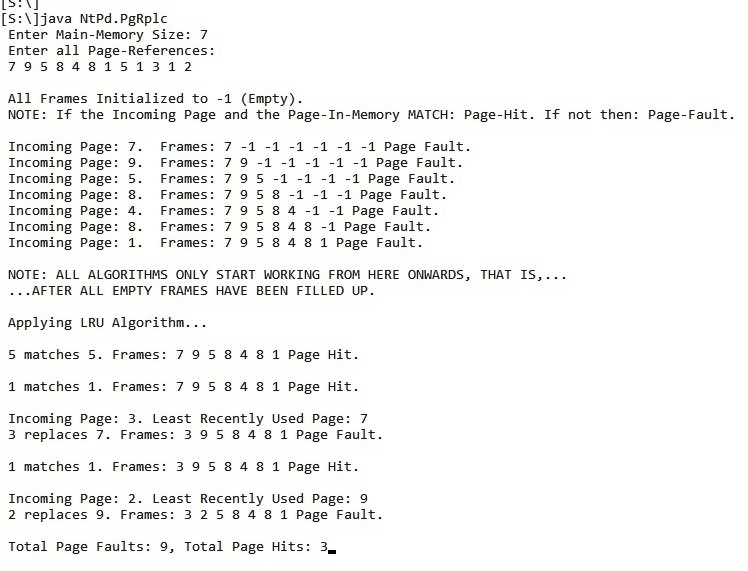 [S:\]
[S:\]java NtPd.PgRplc
Enter Main-Memory Size: 7
Enter all Page-References:
7 9 5 8 4 8 1 5 1 3 1 2
All Frames Initialized to -1 (Empty).
NOTE: If the Incoming Page and the Page-In-Memory MATCH: Page-Hit. If not then: Page-Fault.
Incoming Page: 7.  Frames: 7 -1 -1 -1 -1 -1 -1 Page Fault.
Incoming Page: 9.  Frames: 7 9 -1 -1 -1 -1 -1 Page Fault.
Incoming Page: 5.  Frames: 7 9 5 -1 -1 -1 -1 Page Fault.
Incoming Page: 8.  Frames: 7 9 5 8 -1 -1 -1 Page Fault.
Incoming Page: 4.  Frames: 7 9 5 8 4 -1 -1 Page Fault.
Incoming Page: 8.  Frames: 7 9 5 8 4 8 -1 Page Fault.
Incoming Page: 1.  Frames: 7 9 5 8 4 8 1 Page Fault.
NOTE: ALL ALGORITHMS ONLY START WORKING FROM HERE ONWARDS, THAT IS,...
...AFTER ALL EMPTY FRAMES HAVE BEEN FILLED UP.
Applying LRU Algorithm...
5 matches 5. Frames: 7 9 5 8 4 8 1 Page Hit.
1 matches 1. Frames: 7 9 5 8 4 8 1 Page Hit.
Incoming Page: 3. Least Recently Used Page: 7
3 replaces 7. Frames: 3 9 5 8 4 8 1 Page Fault.
1 matches 1. Frames: 3 9 5 8 4 8 1 Page Hit.
Incoming Page: 2. Least Recently Used Page: 9
2 replaces 9. Frames: 3 2 5 8 4 8 1 Page Fault.
Total Page Faults: 9, Total Page Hits: 3